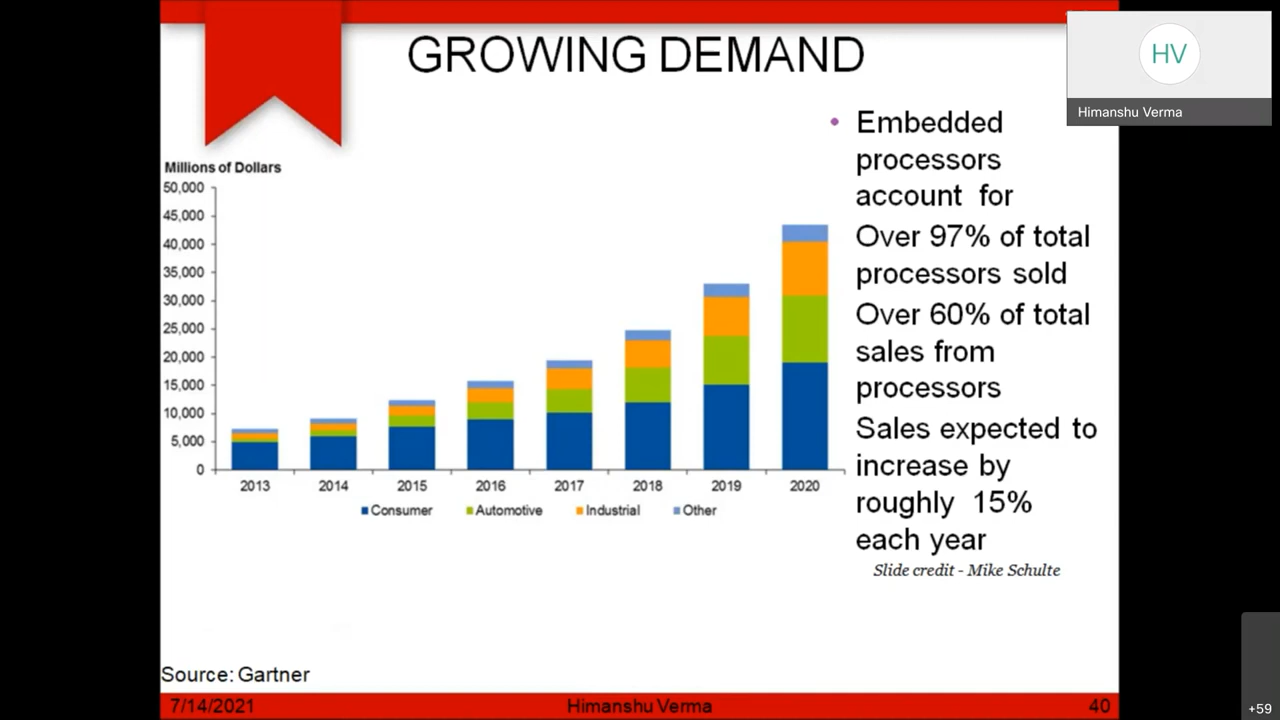 GROWING DEMAND
HV
Himanshu Verma
Millions of Dollars
50,000
45,000
40,000
35,000
30,000
25,000
20,000
15,000
10,000
5,000
0
2013 2014 2015 2016 2017 2018 2019 2020
Consumer Automotive Industrial Other
• Embedded
processors
account for
Over 97% of total
processors sold
Over 60% of total
sales from
processors
Sales expected to
increase by
roughly 15%
each year
Slide credit - Mike Schulte
Source: Gartner
7/14/2021 Himanshu Verma 40
+59